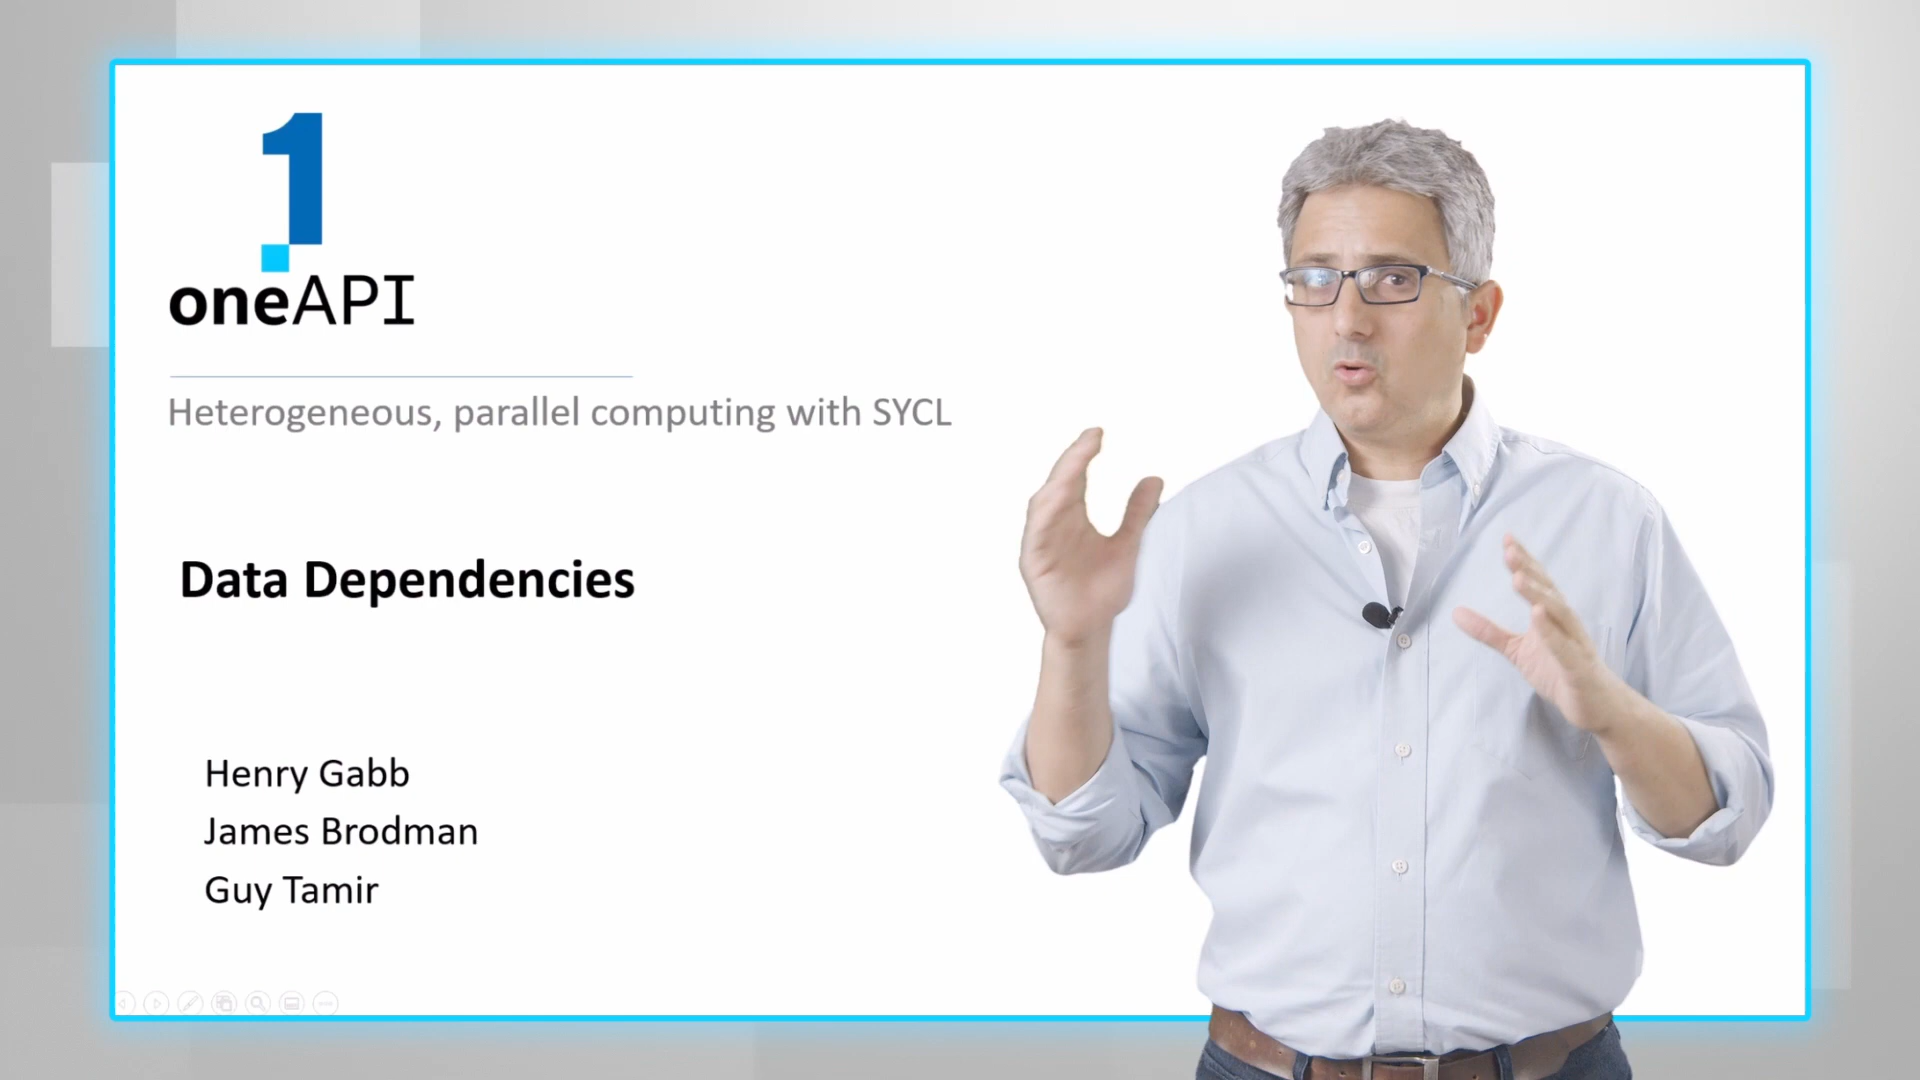 1
oneAPI
Heterogeneous, parallel computing with SYCL
Data Dependencies
Henry Gabb
James Brodman
Guy Tamir